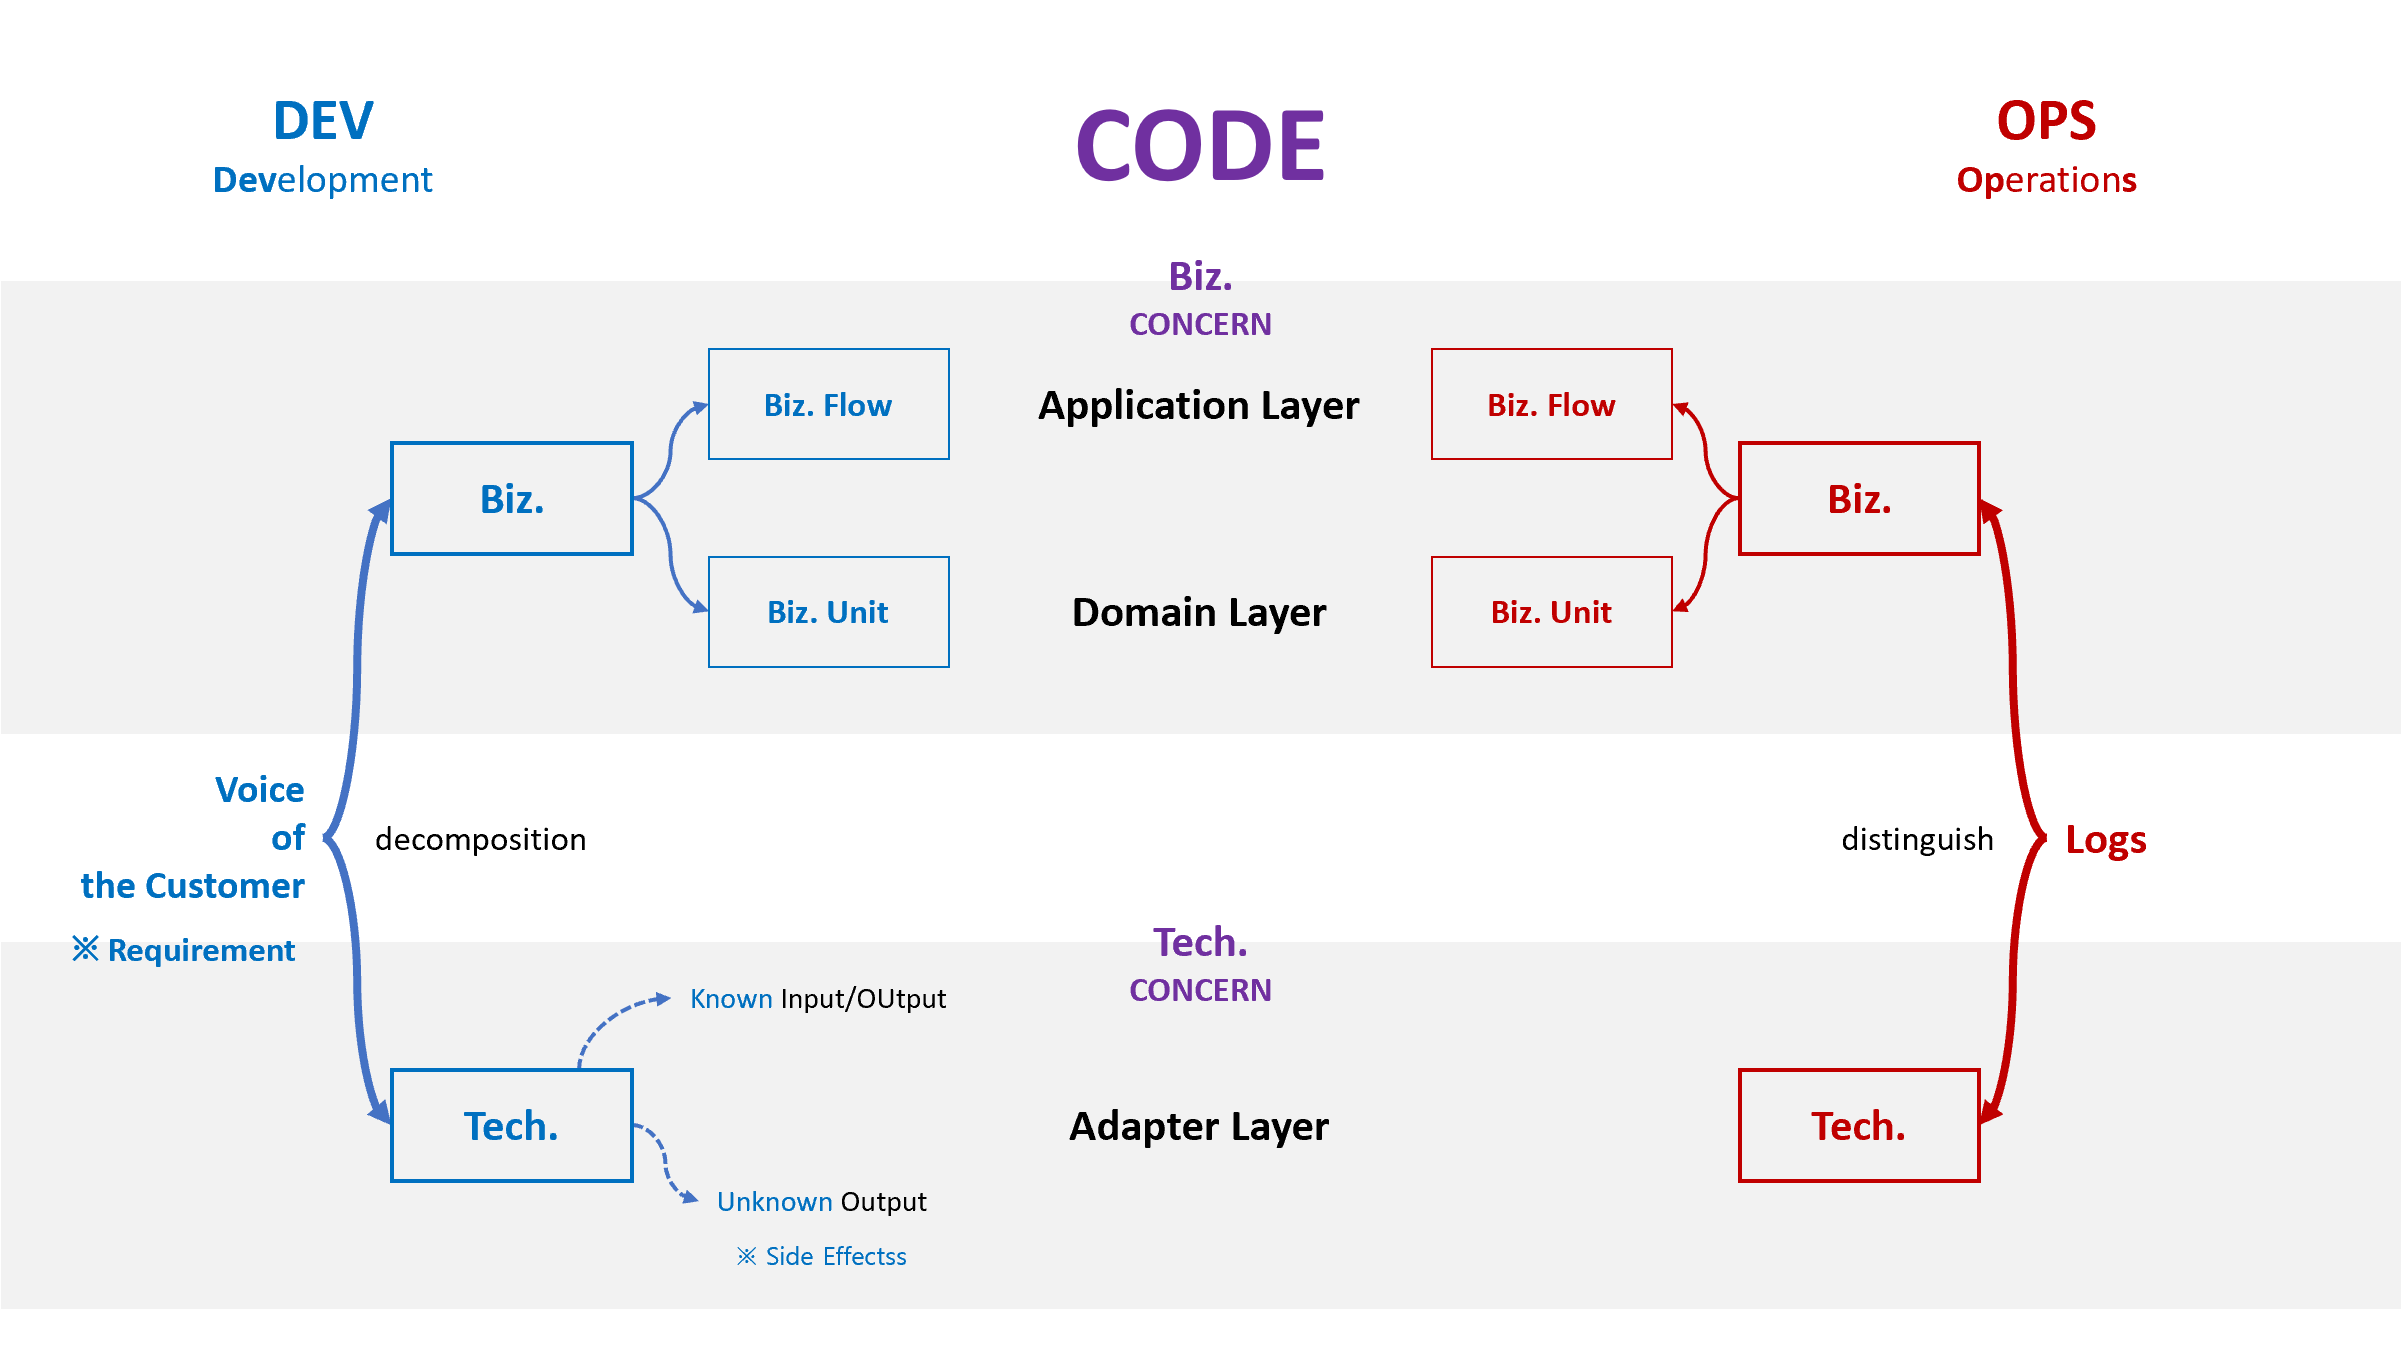 DEV
Development
CODE
OPS
Operations
Biz.
CONCERN
Biz. Flow
Application Layer
Biz. Flow
Biz.
Biz.
Biz. Unit
Domain Layer
Biz. Unit
Voice
of
the Customer
※ Requirement
decomposition
distinguish
Logs
Tech.
CONCERN
Known Input/OUtput
Tech.
Adapter Layer
Tech.
Unknown Output
※ Side Effectss